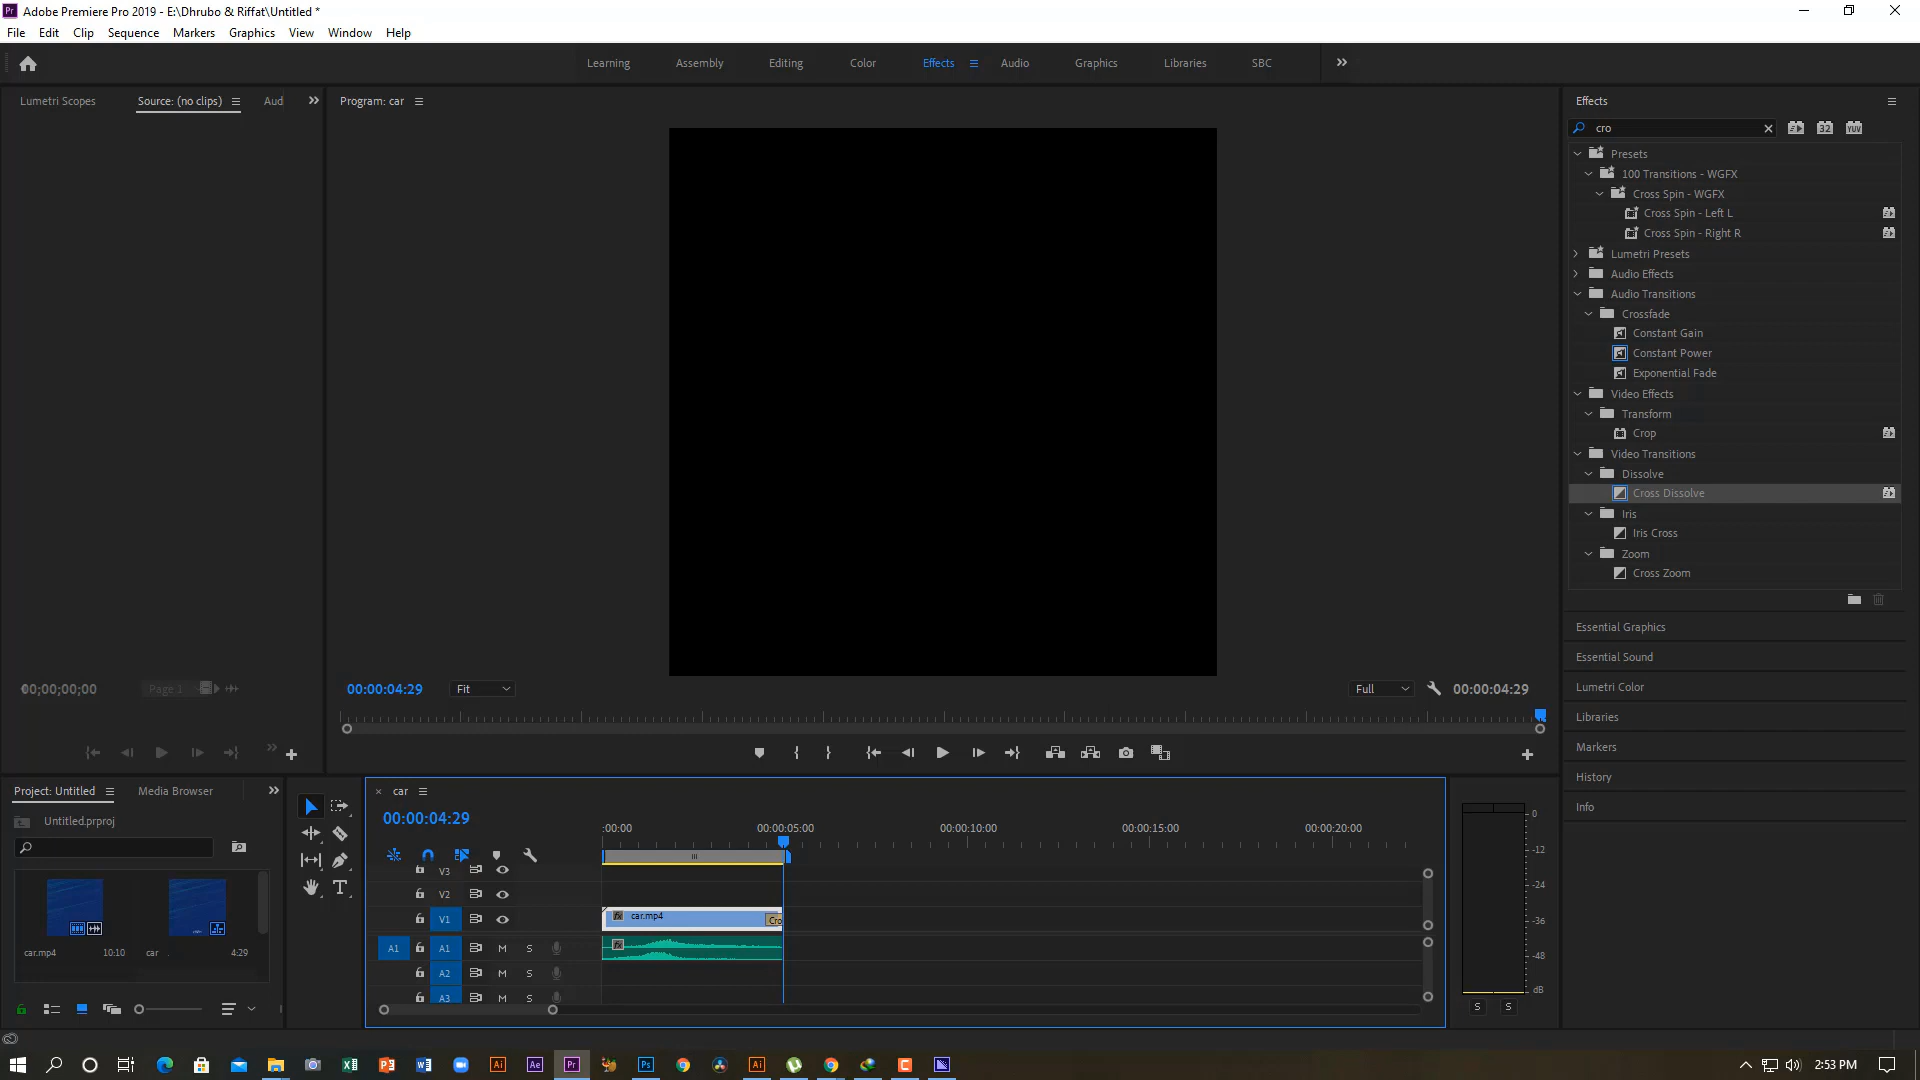 Adobe Premiere Pro 2019 - E:\Dhrubo & Riffat\Untitled *
File Edit Clip Sequence Markers Graphics View Window Help
Learning Assembly Editing Color Effects Audio Graphics Libraries SBC
Lumetri Scopes Source: (no clips) Aud
Program: car
Effects
cro
Presets
100 Transitions - WGFX
Cross Spin - WGFX
Cross Spin - Left L
Cross Spin - Right R
Lumetri Presets
Audio Effects
Audio Transitions
Crossfade
Constant Gain
Constant Power
Exponential Fade
Video Effects
Transform
Crop
Video Transitions
Dissolve
Cross Dissolve
Iris
Iris Cross
Zoom
Cross Zoom
Essential Graphics
Essential Sound
Lumetri Color
Libraries
Markers
History
Info
00;00;00;00 Page 1
00:00:04:29 Fit Full 00:00:04:29
Project: Untitled Media Browser
Untitled.prproj
car.mp4 10:10 car 4:29
car
00:00:04:29
:00:00 00:00:05:00 00:00:10:00 00:00:15:00 00:00:20:00
V3
V2
V1 car.mp4 Cro
A1 A1 M S
A2 M S
A3 M S
0
-12
-24
-36
-48
dB
S S
2:53 PM